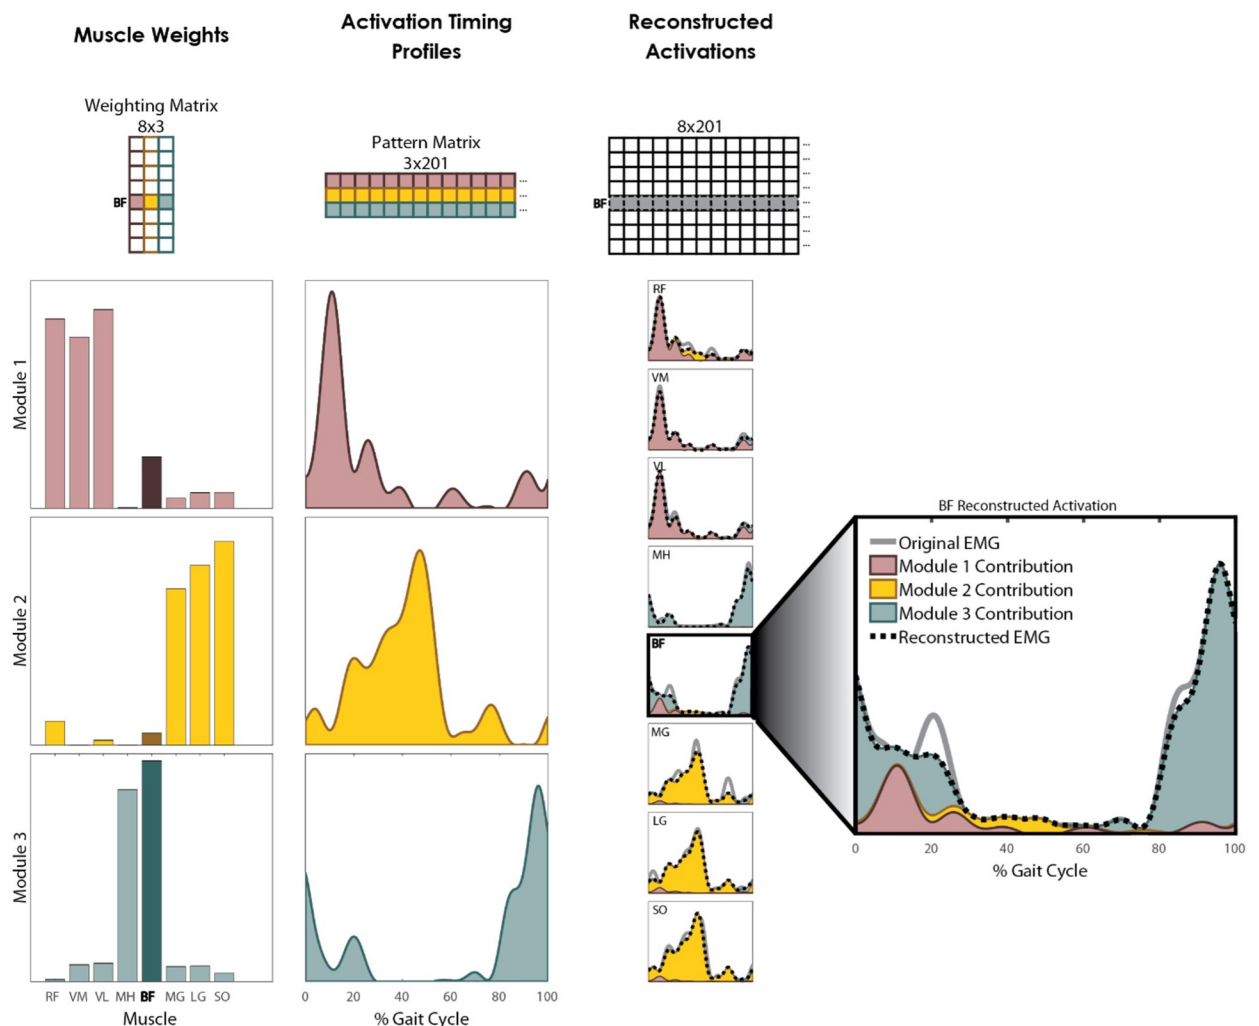 Muscle Weights
Activation Timing
Profiles
Reconstructed
Activations
Weighting Matrix
8x3
BF
Pattern Matrix
3x201
...
...
...
8x201
...
...
...
...
BF
...
...
...
...
Module 1
RF
VM
VL
Module 2
MH
BF
MG
Module 3
LG
SO
BF Reconstructed Activation
Original EMG
Module 1 Contribution
Module 2 Contribution
Module 3 Contribution
Reconstructed EMG
0 20 40 60 80 100
% Gait Cycle
RF VM VL MH BF MG LG SO
Muscle
0 20 40 60 80 100
% Gait Cycle